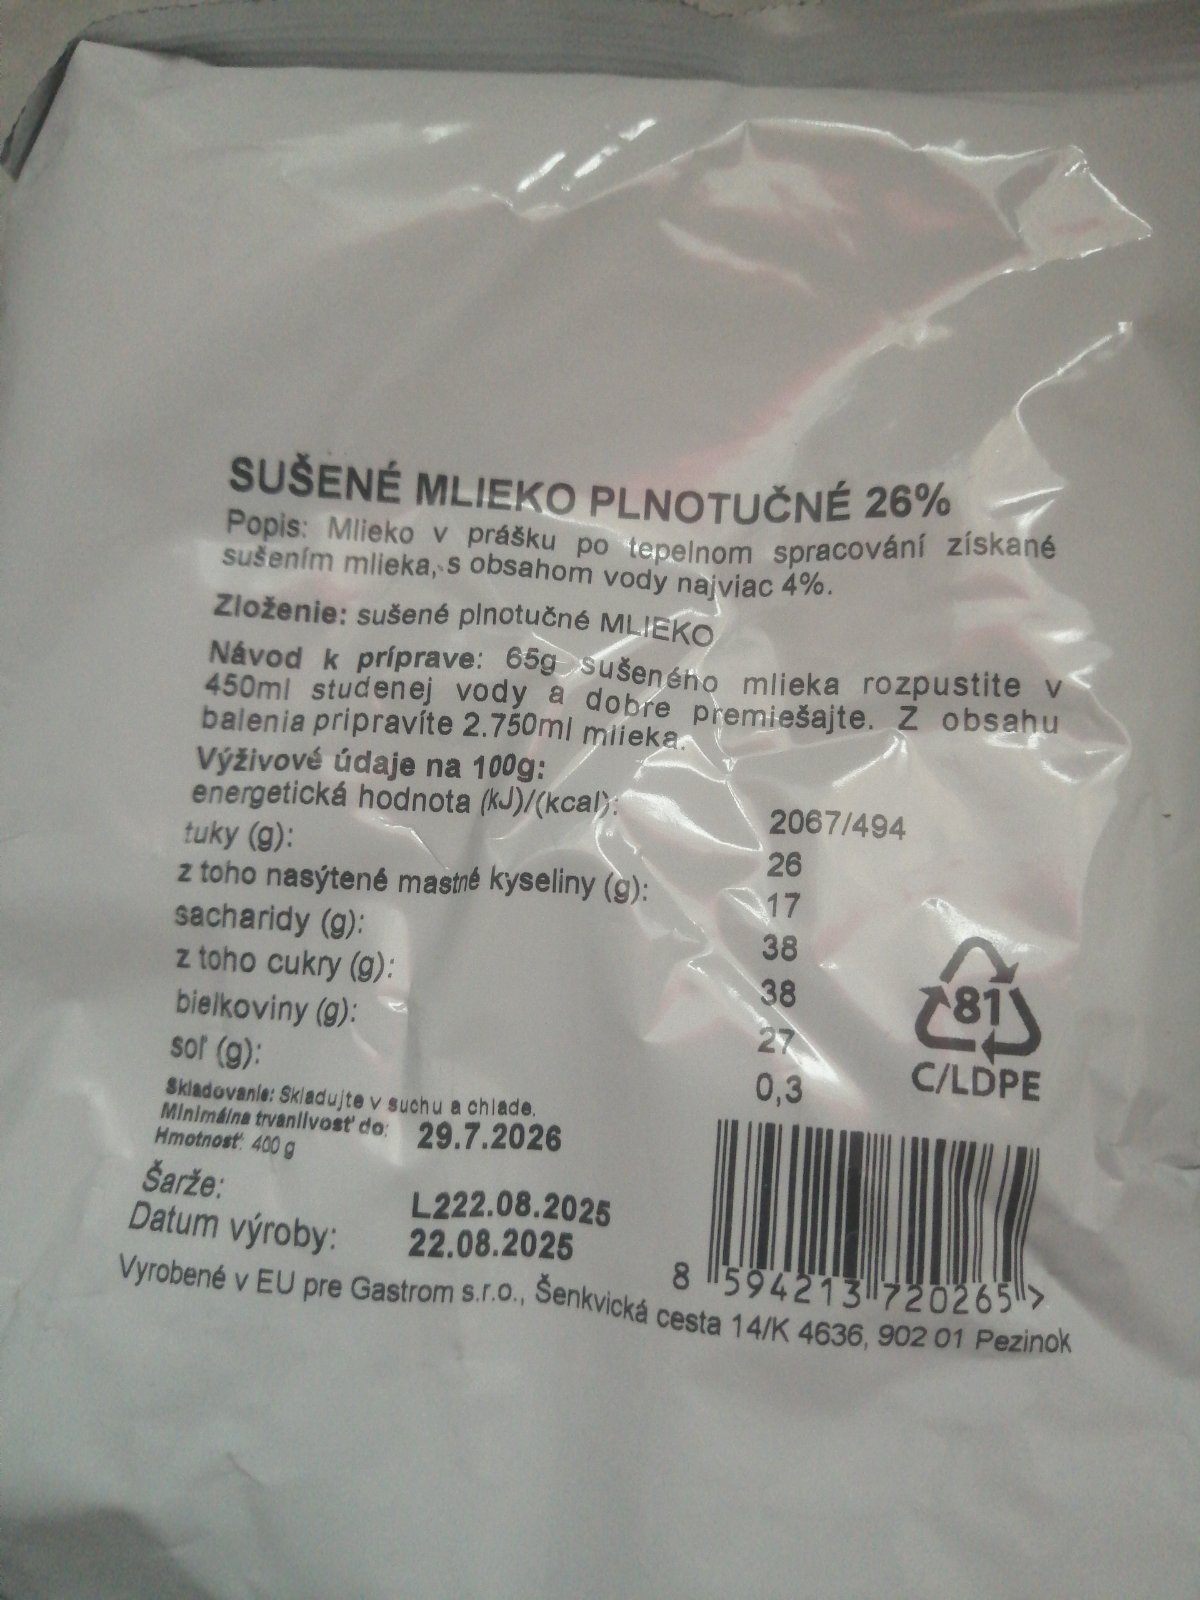 SUŠENÉ MLIEKO PLNOTUČNÉ 26%
Popis: Mlieko v prášku po tepelnom spracování získané
sušením mlieka, s obsahom vody najviac 4%.
Zloženie: sušené plnotučné MLIEKO
Návod k príprave: 65g sušeného mlieka rozpustite v
450ml studenej vody a dobre premiešajte. Z obsahu
balenia pripravíte 2.750ml mlieka.
Výživové údaje na 100g:
energetická hodnota (kJ)/(kcal): 2067/494
tuky (g): 26
z toho nasýtené mastné kyseliny (g): 17
sacharidy (g): 38
z toho cukry (g): 38
bielkoviny (g): 27
soľ (g): 0,3
81
C/LDPE
Skladovanie: Skladujte v suchu a chlade.
Minimálna trvanlivosť do: 29.7.2026
Hmotnosť: 400 g
Šarže: L222.08.2025
Datum výroby: 22.08.2025
8 594213 720265 >
Vyrobené v EU pre Gastrom s.r.o., Šenkvická cesta 14/K 4636, 902 01 Pezinok